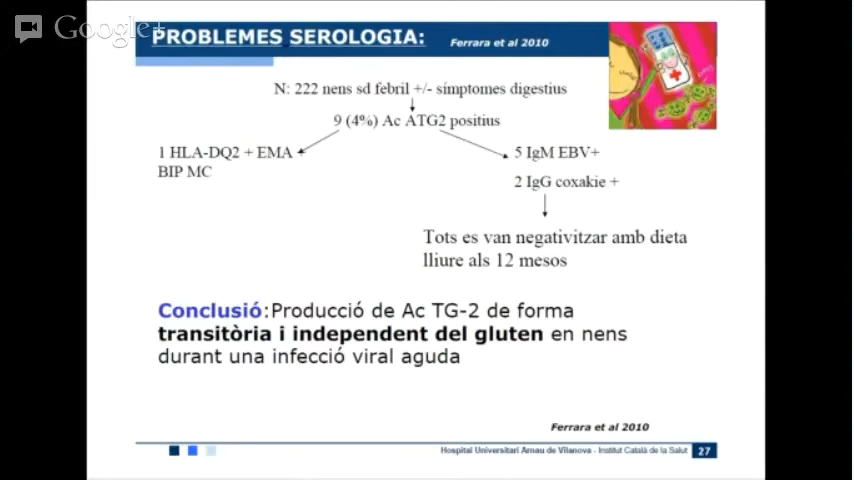 Google+
PROBLEMES SEROLOGIA:
Ferrara et al 2010
N: 222 nens sd febril +/- símptomes digestius
9 (4%) Ac ATG2 positius
1 HLA-DQ2 + EMA +
BIP MC
5 IgM EBV+
2 IgG coxakie +
Tots es van negativitzar amb dieta
lliure als 12 mesos
Conclusió:Producció de Ac TG-2 de forma
transitòria i independent del gluten en nens
durant una infecció viral aguda
Ferrara et al 2010
Hospital Universitari Arnau de Vilanova - Institut Català de la Salut
27